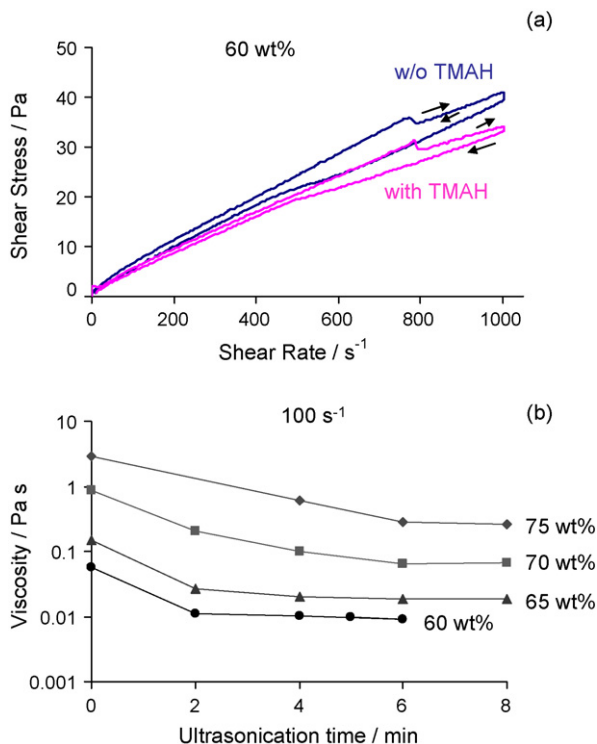 (a)
60 wt%
w/o TMAH
with TMAH
Shear Stress / Pa
50
40
30
20
10
0
0 200 400 600 800 1000
Shear Rate / s⁻¹
(b)
100 s⁻¹
Viscosity / Pa s
10
1
0.1
0.01
0.001
75 wt%
70 wt%
65 wt%
60 wt%
0 2 4 6 8
Ultrasonication time / min